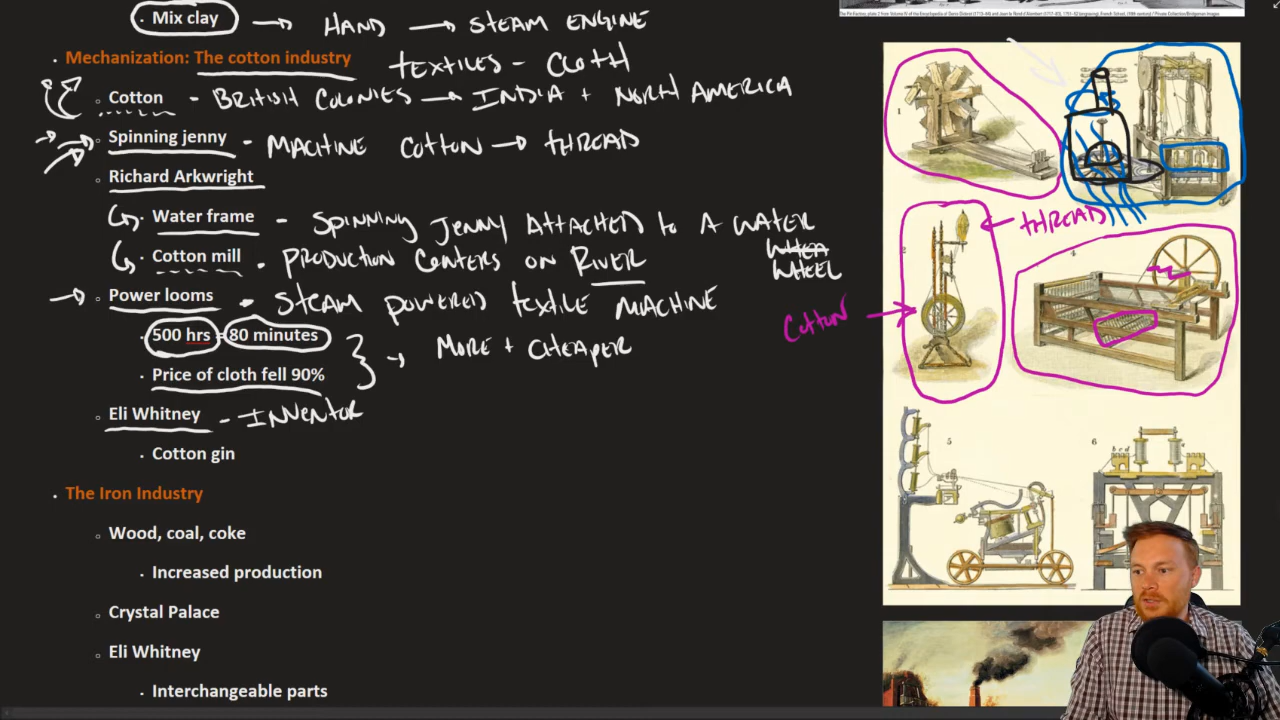 Mix clay → HAND → STEAM ENGINE
Mechanization: The cotton industry TEXTILES - CLOTH
Cotton - BRITISH COLONIES → INDIA + NORTH AMERICA
Spinning jenny - MACHINE COTTON → THREAD
Richard Arkwright
Water frame - SPINNING JENNY ATTACHED TO A WATER
WHEEL
Cotton mill . PRODUCTION CENTERS ON RIVER
Power looms - STEAM POWERED TEXTILE MACHINE
500 hrs = 80 minutes
MORE + CHEAPER
Price of cloth fell 90%
Eli Whitney - INVENTOR
Cotton gin
The Iron Industry
Wood, coal, coke
Increased production
Crystal Palace
Eli Whitney
Interchangeable parts
1
THREAD
COTTON
4
5
6